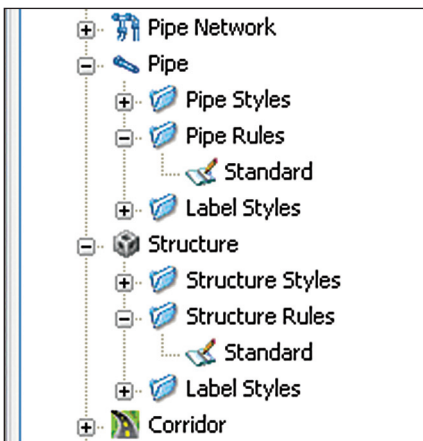 Pipe Network
Pipe
Pipe Styles
Pipe Rules
Standard
Label Styles
Structure
Structure Styles
Structure Rules
Standard
Label Styles
Corridor